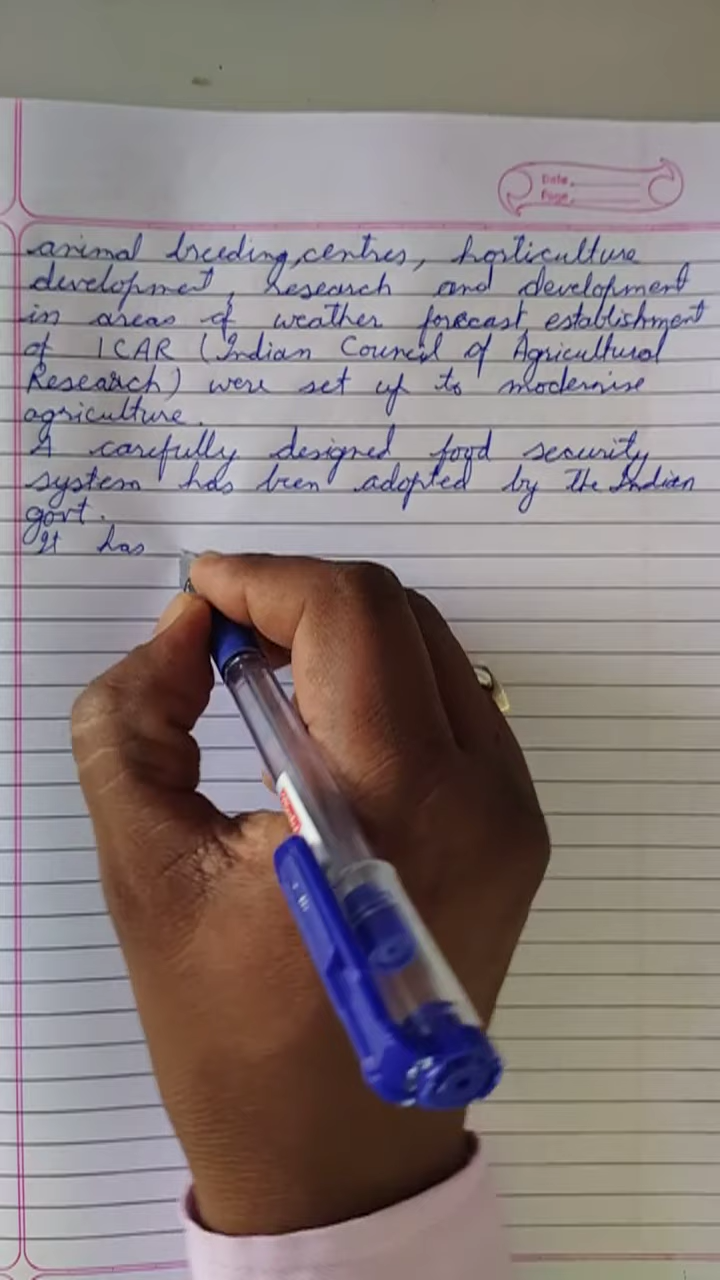 Date
Page
animal breeding centres, horticulture
development, research and development
in areas of weather forecast, establishment
of ICAR (Indian Council of Agricultural
Research) were set up to modernise
agriculture.
A carefully designed food security
system has been adopted by the Indian
govt.
It has